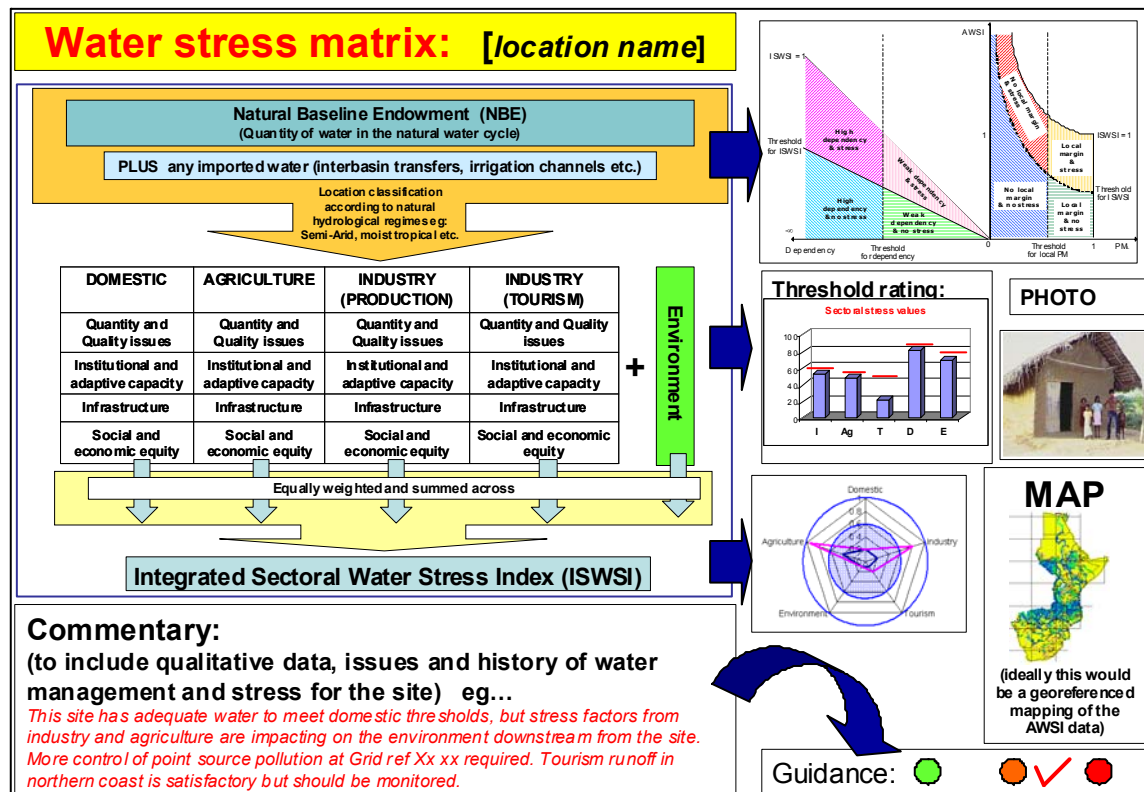 Water stress matrix: [location name]
Natural Baseline Endowment (NBE)
(Quantity of water in the natural water cycle)
PLUS any imported water (interbasin transfers, irrigation channels etc.)
Location classification
according to natural
hydrological regimes eg:
Semi-Arid, moist tropical etc.
DOMESTIC
AGRICULTURE
INDUSTRY
(PRODUCTION)
INDUSTRY
(TOURISM)
Quantity and
Quality issues
Quantity and
Quality issues
Quantity and
Quality issues
Quantity and Quality
issues
Institutional and
adaptive capacity
Institutional and
adaptive capacity
Institutional and
adaptive capacity
Institutional and
adaptive capacity
Infrastructure
Infrastructure
Infrastructure
Infrastructure
Social and
economic equity
Social and
economic equity
Social and
economic equity
Social and economic
equity
+
Environment
Equally weighted and summed across
Integrated Sectoral Water Stress Index (ISWSI)
Commentary:
(to include qualitative data, issues and history of water
management and stress for the site) eg...
This site has adequate water to meet domestic thresholds, but stress factors from
industry and agriculture are impacting on the environment downstream from the site.
More control of point source pollution at Grid ref Xx xx required. Tourism runoff in
northern coast is satisfactory but should be monitored.
AWSI
ISWSI = 1
1
ISWSI = 1
Threshold
for ISWSI
Threshold
for ISWSI
High
dependency
& stress
Weak dependency
& stress
High
dependency
& no stress
Weak
dependency
& no stress
No local margin
& stress
Local
margin &
stress
No local
margin & no stress
Local
margin & no
stress
-∞
Dependency
Threshold
for dependency
0
Threshold
for local PM
1
PM.
Threshold rating:
Sectoral stress values
100
80
60
40
20
0
I
Ag
T
D
E
PHOTO
Domestic
Industry
Tourism
Environment
Agriculture
1
0.8
0.6
0.4
MAP
(ideally this would
be a georeferenced
mapping of the
AWSI data)
Guidance: